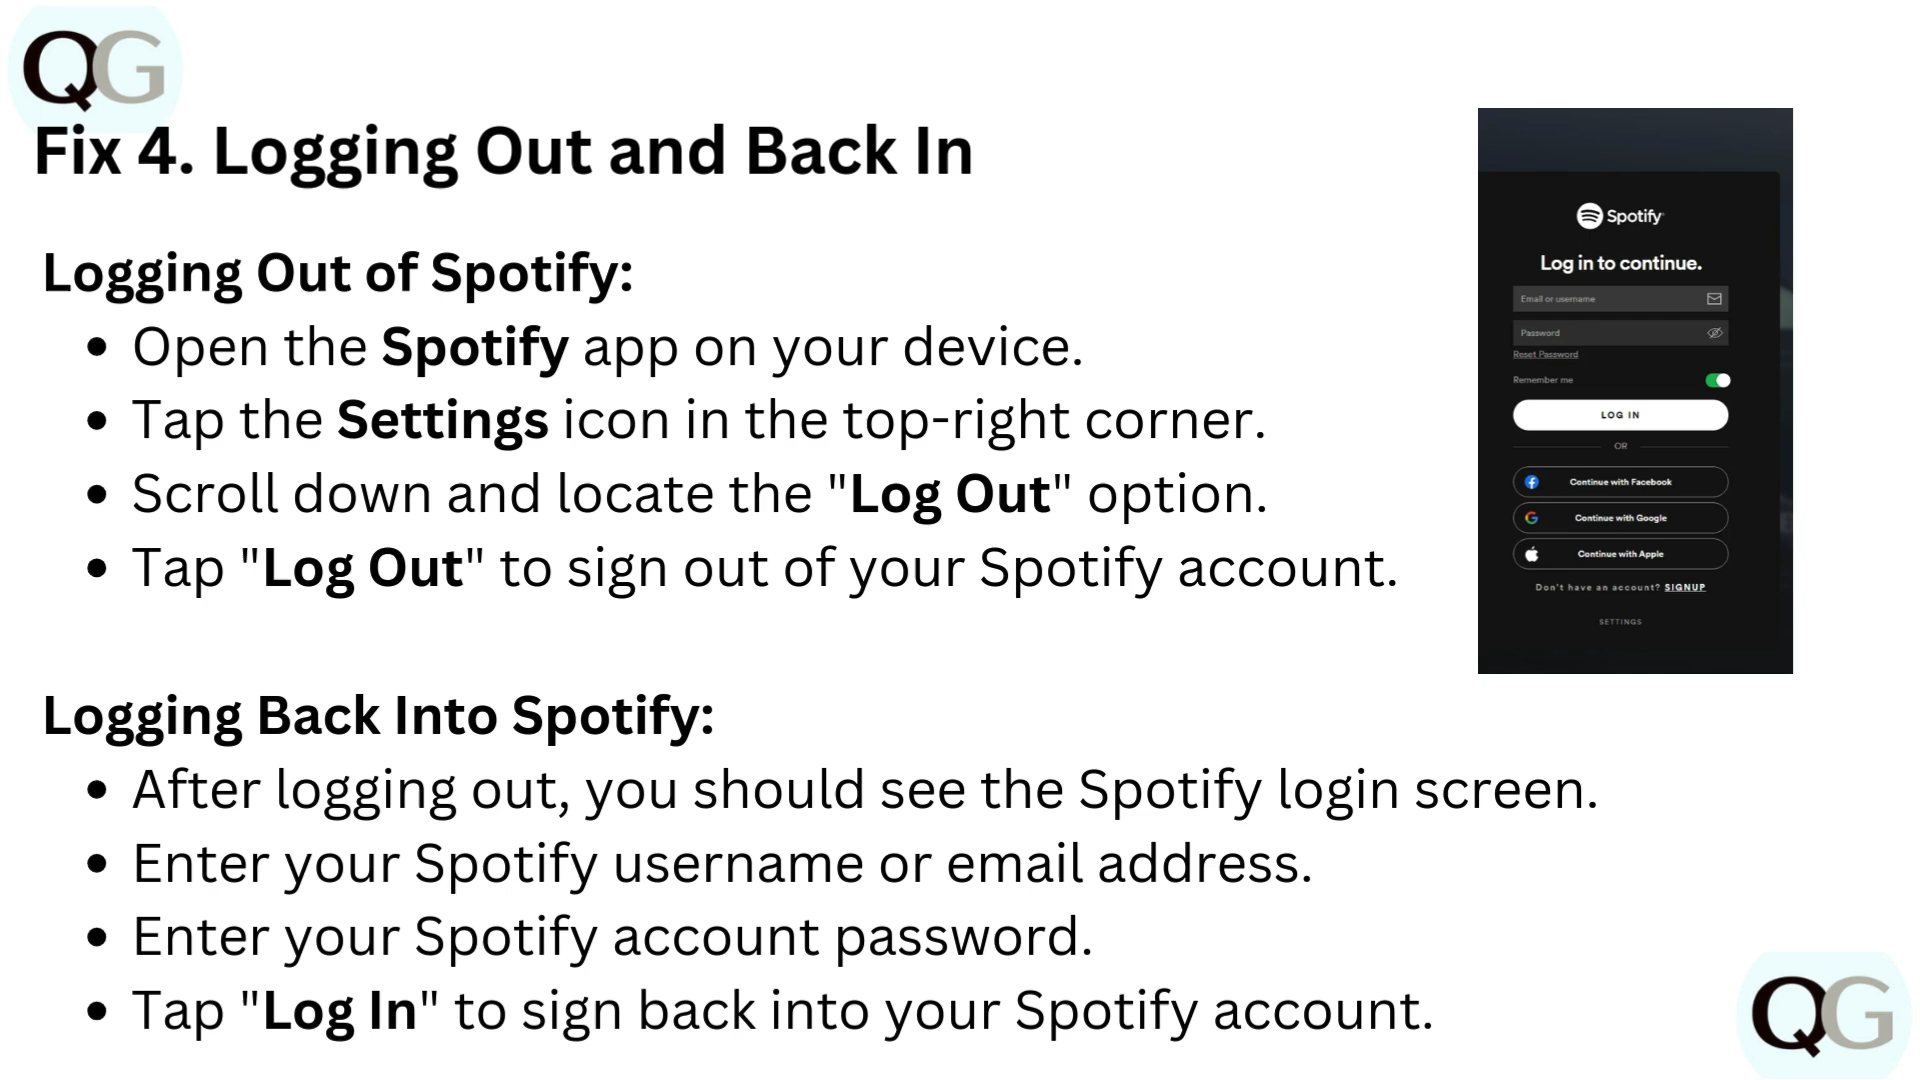 QG
Fix 4. Logging Out and Back In
Logging Out of Spotify:
• Open the Spotify app on your device.
• Tap the Settings icon in the top-right corner.
• Scroll down and locate the "Log Out" option.
• Tap "Log Out" to sign out of your Spotify account.
Logging Back Into Spotify:
• After logging out, you should see the Spotify login screen.
• Enter your Spotify username or email address.
• Enter your Spotify account password.
• Tap "Log In" to sign back into your Spotify account.
Spotify
Log in to continue.
Email or username
Password
Reset Password
Remember me
LOG IN
OR
Continue with Facebook
Continue with Google
Continue with Apple
Don't have an account? SIGNUP
SETTINGS
QG